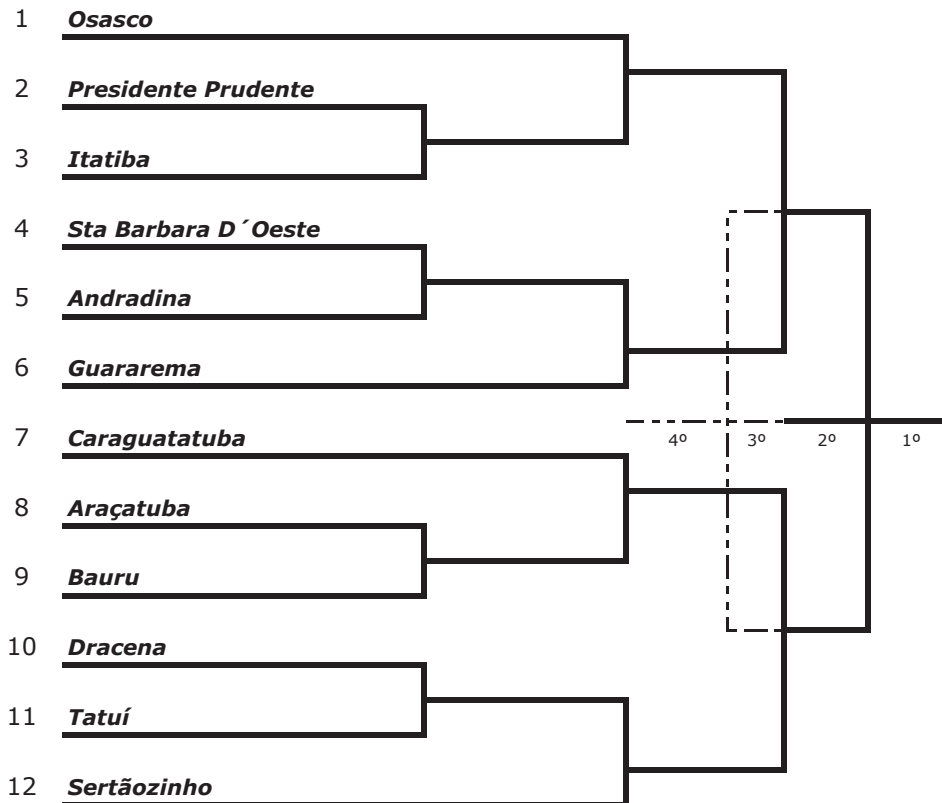 1 Osasco
2 Presidente Prudente
3 Itatiba
4 Sta Barbara D´Oeste
5 Andradina
6 Guararema
7 Caraguatatuba
4º 3º 2º 1º
8 Araçatuba
9 Bauru
10 Dracena
11 Tatuí
12 Sertãozinho